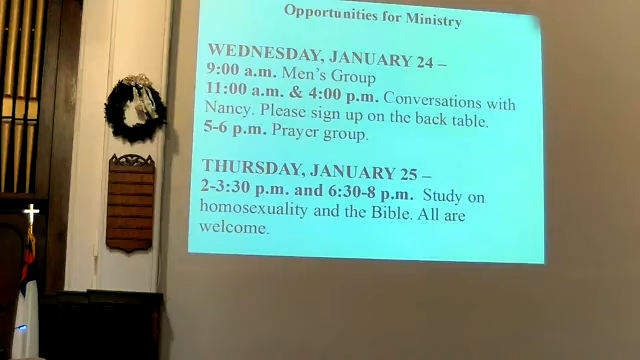 Opportunities for Ministry
WEDNESDAY, JANUARY 24 –
9:00 a.m. Men's Group
11:00 a.m. & 4:00 p.m. Conversations with
Nancy. Please sign up on the back table.
5-6 p.m. Prayer group.
THURSDAY, JANUARY 25 –
2-3:30 p.m. and 6:30-8 p.m. Study on
homosexuality and the Bible. All are
welcome.